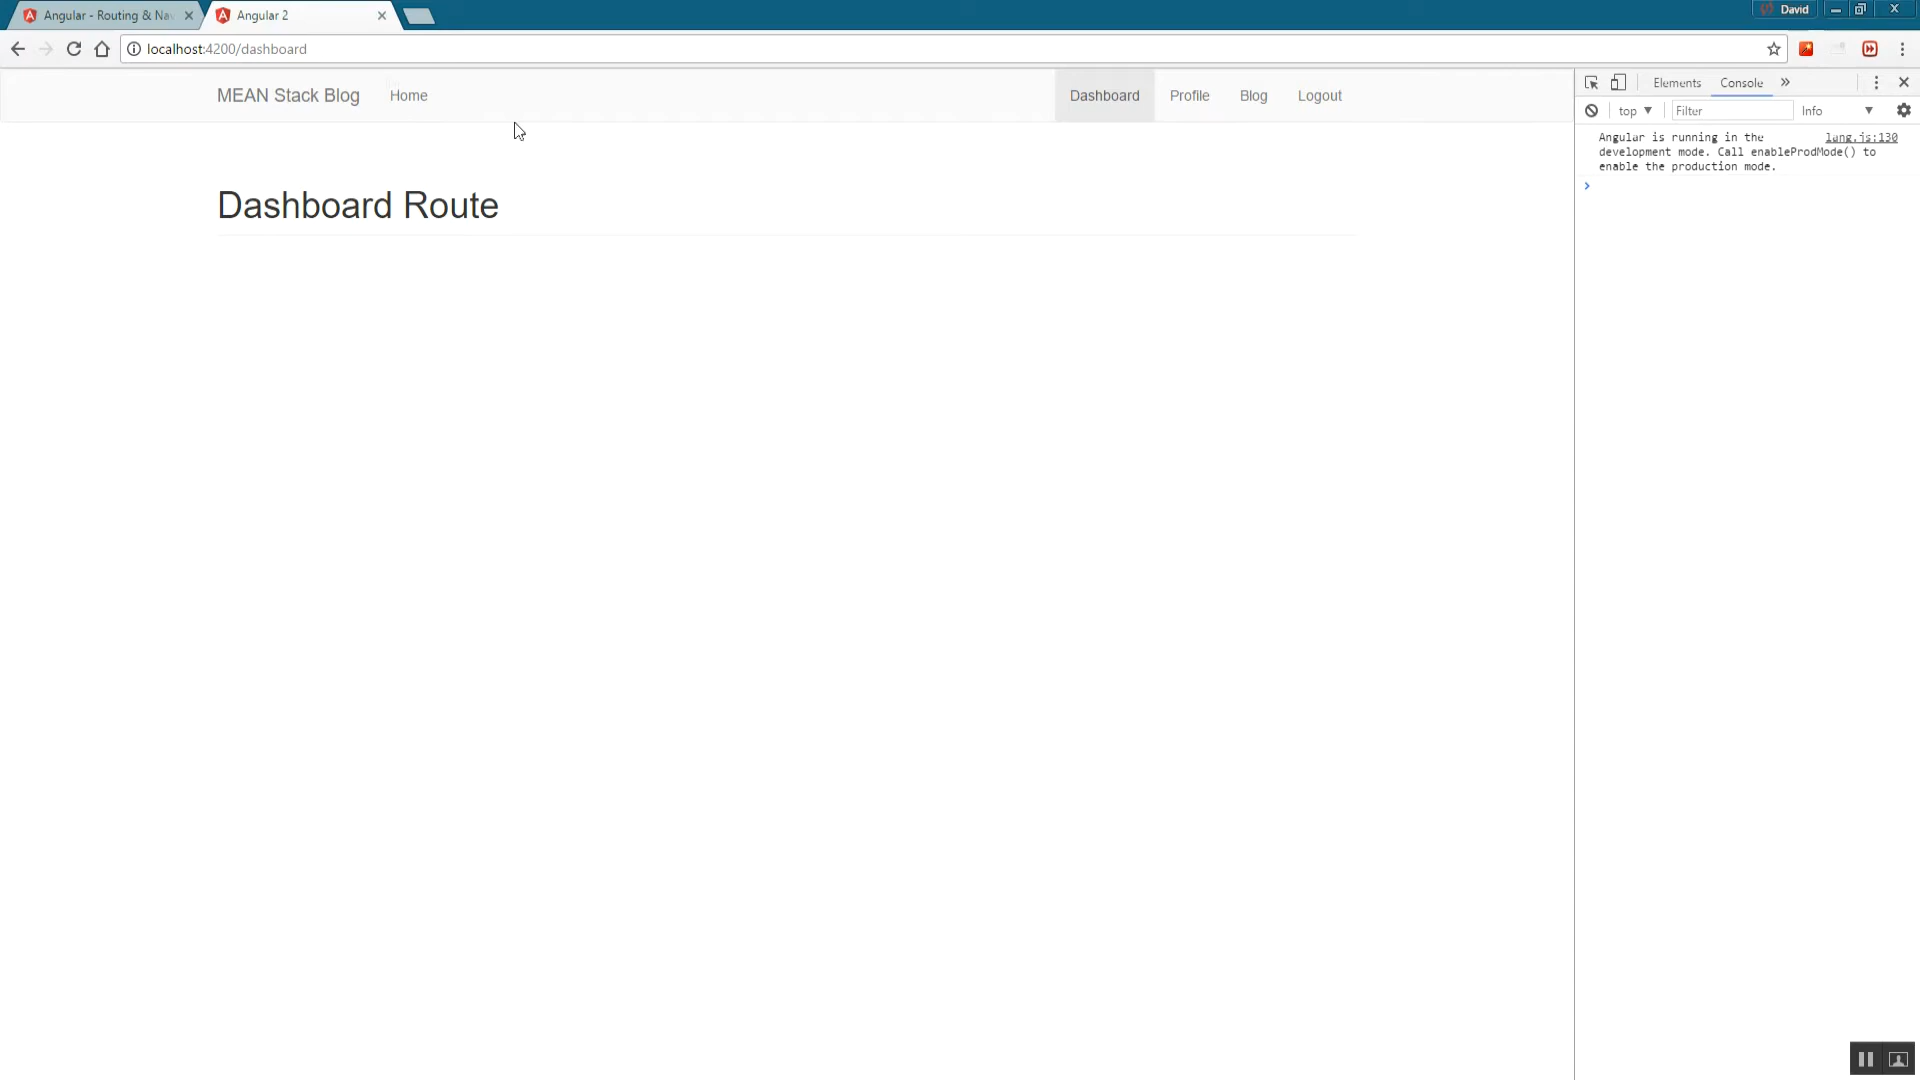 Angular - Routing & Na
Angular 2
David
localhost:4200/dashboard
MEAN Stack Blog
Home
Dashboard
Profile
Blog
Logout
Elements
Console
top
Filter
Info
Angular is running in the
lang.js:130
development mode. Call enableProdMode() to
enable the production mode.
Dashboard Route